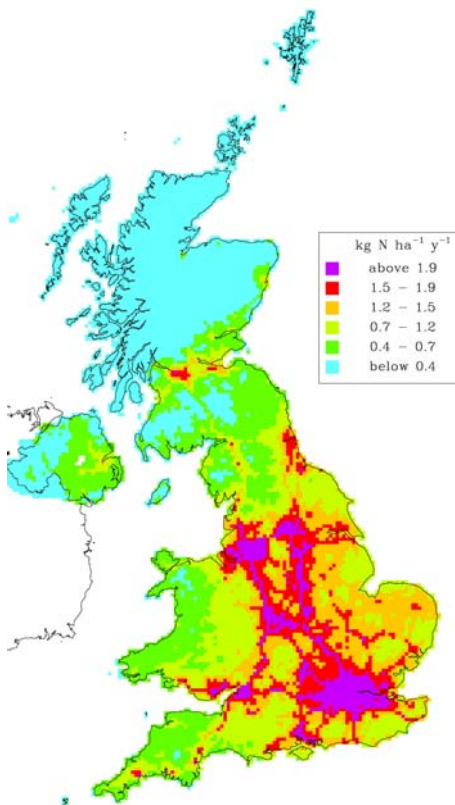 kg N ha⁻¹ y⁻¹
above 1.9
1.5 – 1.9
1.2 – 1.5
0.7 – 1.2
0.4 – 0.7
below 0.4